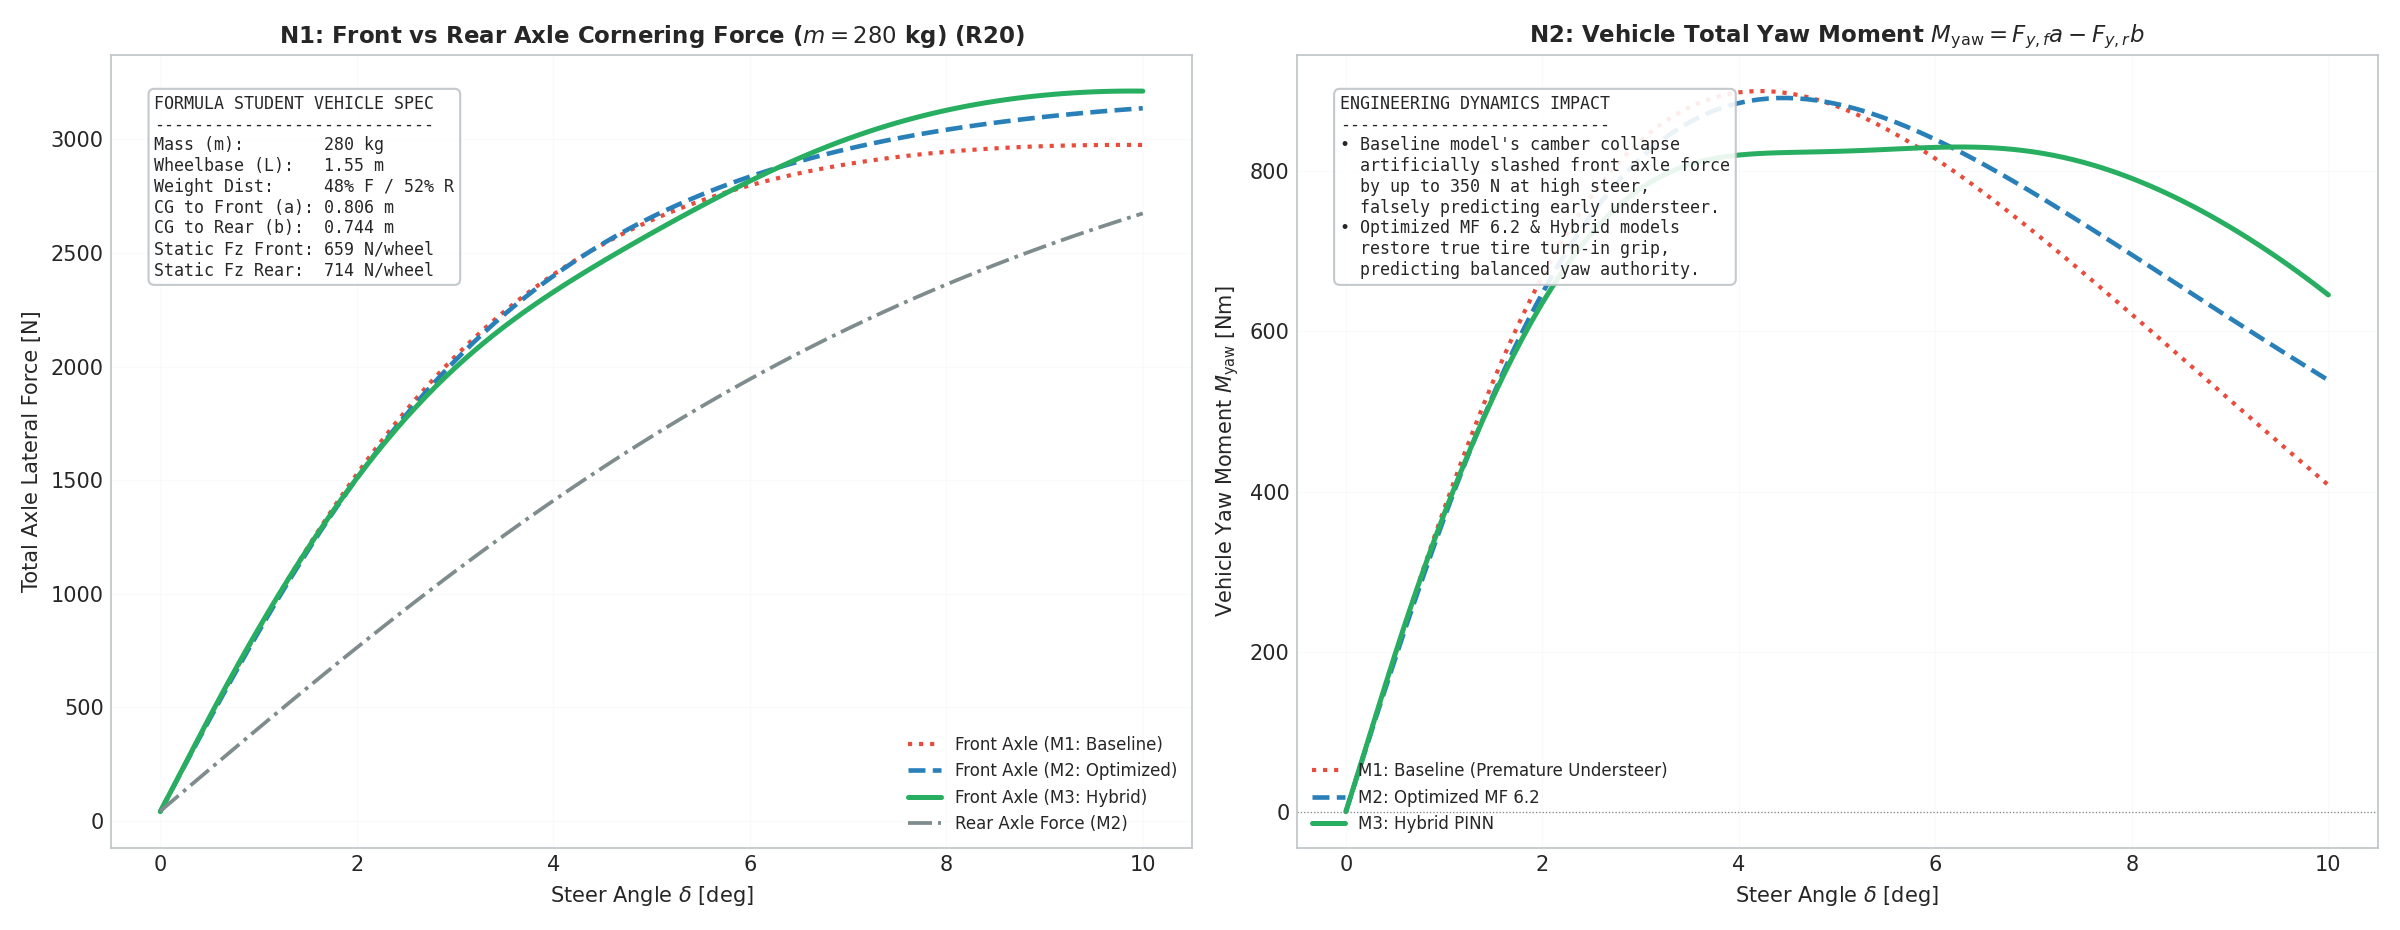 N1: Front vs Rear Axle Cornering Force (m = 280 kg) (R20)
FORMULA STUDENT VEHICLE SPEC
----------------------------
Mass (m): 280 kg
Wheelbase (L): 1.55 m
Weight Dist: 48% F / 52% R
CG to Front (a): 0.806 m
CG to Rear (b): 0.744 m
Static Fz Front: 659 N/wheel
Static Fz Rear: 714 N/wheel
Total Axle Lateral Force [N]
3000
2500
2000
1500
1000
500
0
Front Axle (M1: Baseline)
Front Axle (M2: Optimized)
Front Axle (M3: Hybrid)
Rear Axle Force (M2)
0 2 4 6 8 10
Steer Angle δ [deg]
N2: Vehicle Total Yaw Moment M_yaw = F_y,f a − F_y,r b
ENGINEERING DYNAMICS IMPACT
---------------------------
• Baseline model's camber collapse
artificially slashed front axle force
by up to 350 N at high steer,
falsely predicting early understeer.
• Optimized MF 6.2 & Hybrid models
restore true tire turn-in grip,
predicting balanced yaw authority.
Vehicle Yaw Moment M_yaw [Nm]
800
600
400
200
0
M1: Baseline (Premature Understeer)
M2: Optimized MF 6.2
M3: Hybrid PINN
0 2 4 6 8 10
Steer Angle δ [deg]